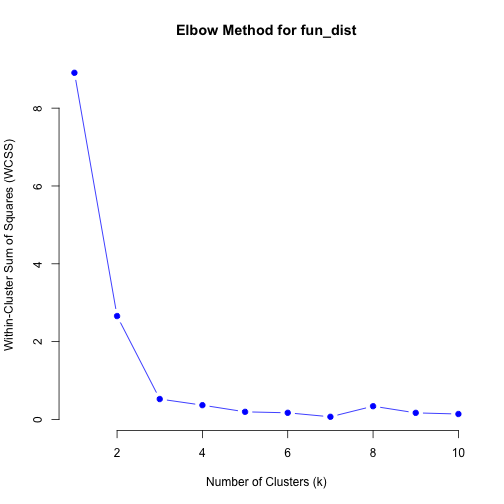 Elbow Method for fun_dist
Within-Cluster Sum of Squares (WCSS)
8
6
4
2
0
2 4 6 8 10
Number of Clusters (k)